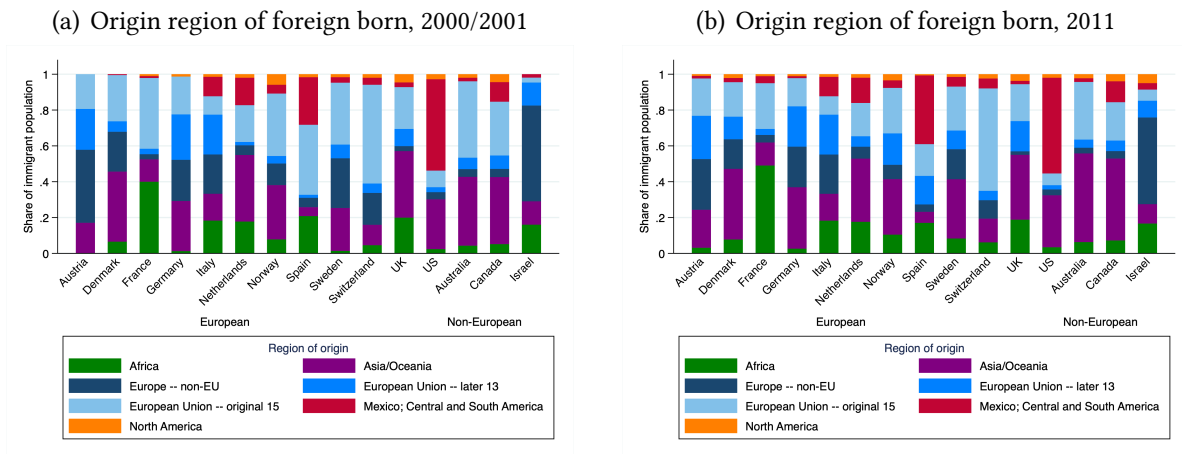 (a) Origin region of foreign born, 2000/2001
Share of immigrant population
1
.8
.6
.4
.2
0
Austria
Denmark
France
Germany
Italy
Netherlands
Norway
Spain
Sweden
Switzerland
UK
US
Australia
Canada
Israel
European
Non-European
Region of origin
Africa
Asia/Oceania
Europe -- non-EU
European Union -- later 13
European Union -- original 15
Mexico; Central and South America
North America
(b) Origin region of foreign born, 2011
Share of immigrant population
1
.8
.6
.4
.2
0
Austria
Denmark
France
Germany
Italy
Netherlands
Norway
Spain
Sweden
Switzerland
UK
US
Australia
Canada
Israel
European
Non-European
Region of origin
Africa
Asia/Oceania
Europe -- non-EU
European Union -- later 13
European Union -- original 15
Mexico; Central and South America
North America